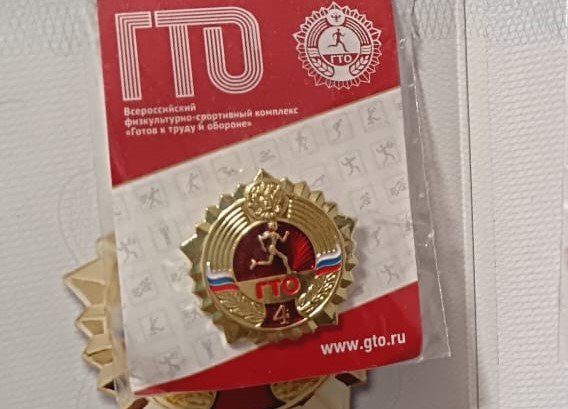 ГТО
ГТО
Всероссийский
физкультурно-спортивный комплекс
«Готов к труду и обороне»
ГТО
4
www.gto.ru